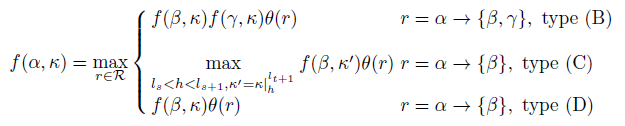 f(β, κ)f(γ, κ)θ(r) r = α → {β, γ}, type (B)
f(α, κ) = max_{r∈ℛ} { max_{l_s<h<l_{s+1},κ′=κ|_h^{l_{t+1}}} f(β, κ′)θ(r) r = α → {β}, type (C)
f(β, κ)θ(r) r = α → {β}, type (D)